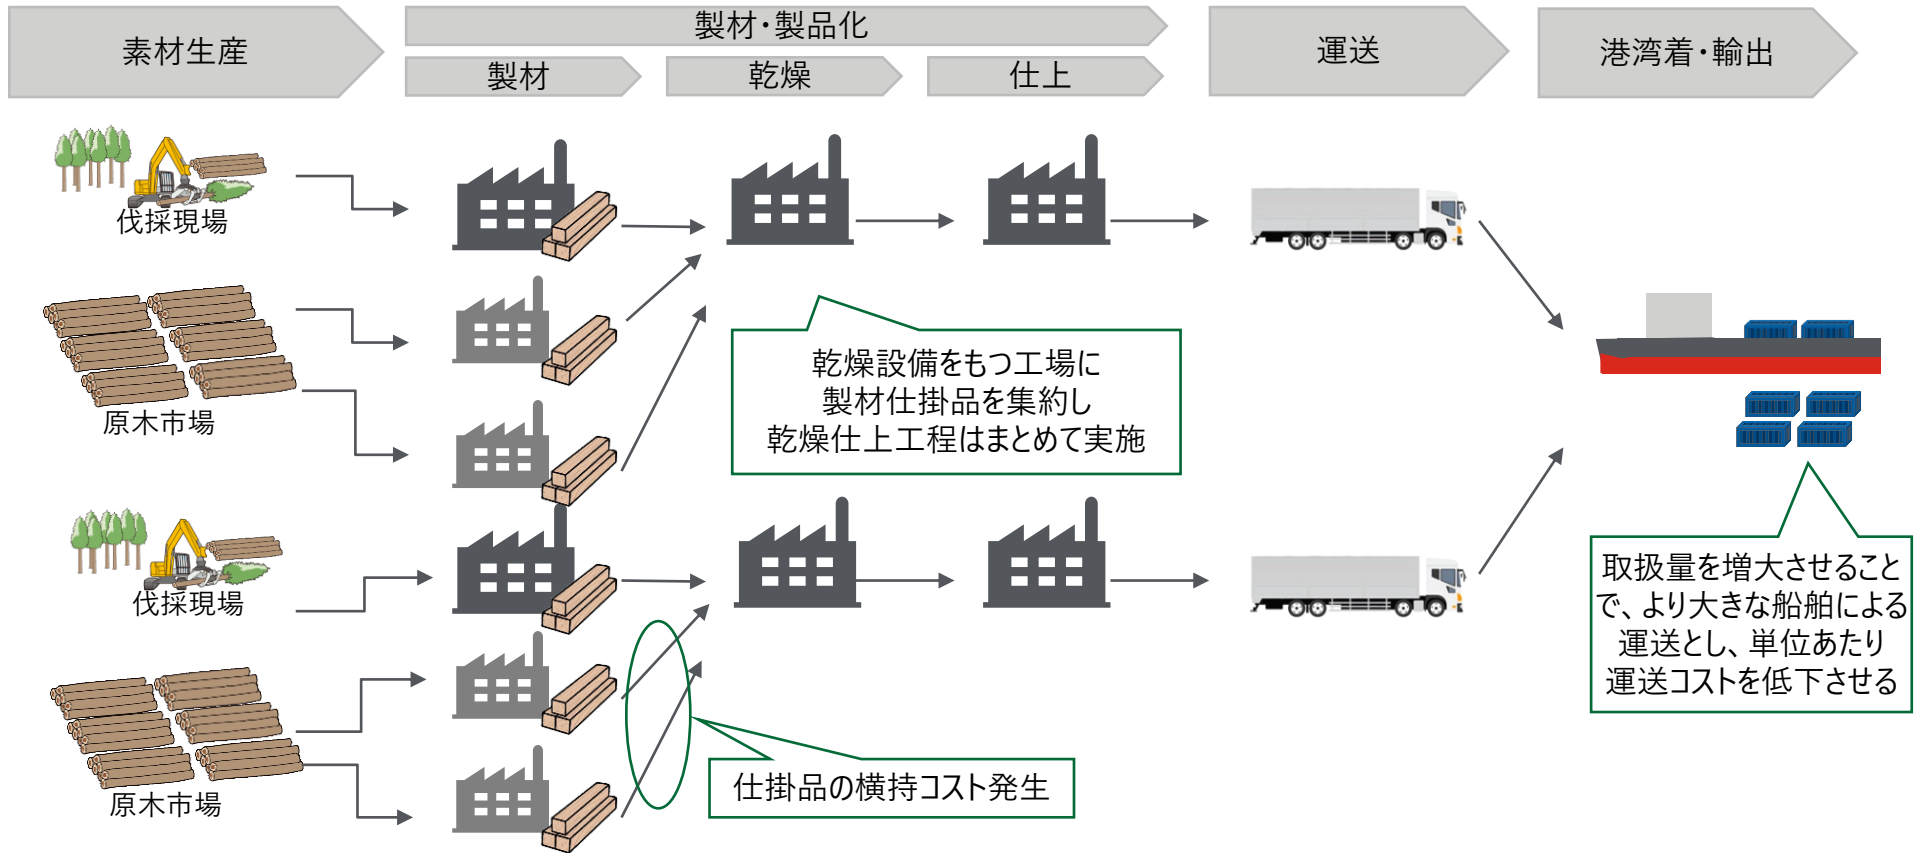 素材生産
製材・製品化
製材
乾燥
仕上
運送
港湾着・輸出
伐採現場
原木市場
乾燥設備をもつ工場に
製材仕掛品を集約し
乾燥仕上工程はまとめて実施
伐採現場
原木市場
仕掛品の横持コスト発生
取扱量を増大させること
で、より大きな船舶による
運送とし、単位あたり
運送コストを低下させる